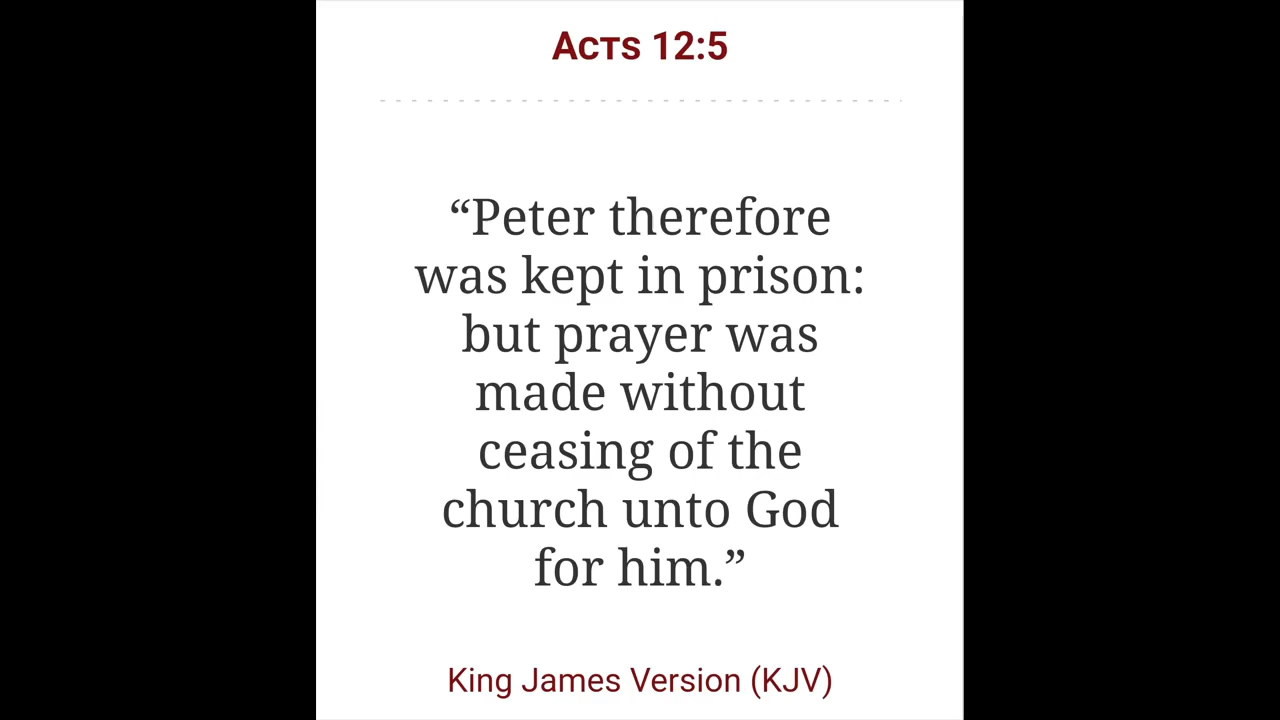 Acts 12:5
“Peter therefore
was kept in prison:
but prayer was
made without
ceasing of the
church unto God
for him.”
King James Version (KJV)